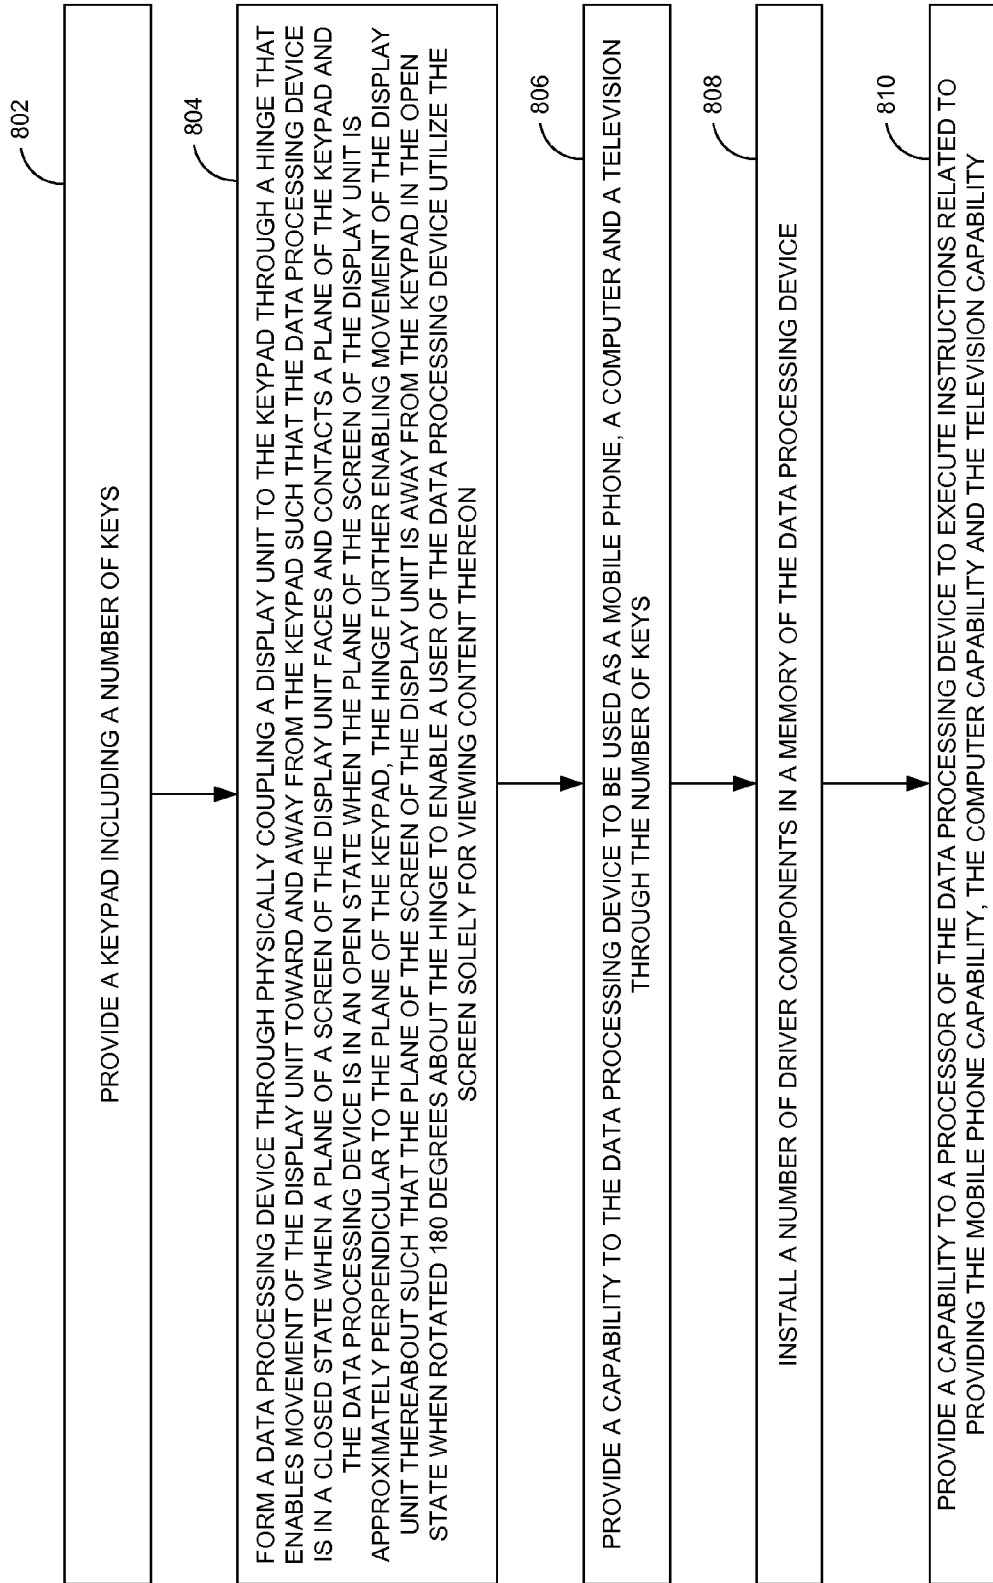 802
PROVIDE A KEYPAD INCLUDING A NUMBER OF KEYS
804
FORM A DATA PROCESSING DEVICE THROUGH PHYSICALLY COUPLING A DISPLAY UNIT TO THE KEYPAD THROUGH A HINGE THAT
ENABLES MOVEMENT OF THE DISPLAY UNIT TOWARD AND AWAY FROM THE KEYPAD SUCH THAT THE DATA PROCESSING DEVICE
IS IN A CLOSED STATE WHEN A PLANE OF A SCREEN OF THE DISPLAY UNIT FACES AND CONTACTS A PLANE OF THE KEYPAD AND
THE DATA PROCESSING DEVICE IS IN AN OPEN STATE WHEN THE PLANE OF THE SCREEN OF THE DISPLAY UNIT IS
APPROXIMATELY PERPENDICULAR TO THE PLANE OF THE KEYPAD, THE HINGE FURTHER ENABLING MOVEMENT OF THE DISPLAY
UNIT THEREABOUT SUCH THAT THE PLANE OF THE SCREEN OF THE DISPLAY UNIT IS AWAY FROM THE KEYPAD IN THE OPEN
STATE WHEN ROTATED 180 DEGREES ABOUT THE HINGE TO ENABLE A USER OF THE DATA PROCESSING DEVICE UTILIZE THE
SCREEN SOLELY FOR VIEWING CONTENT THEREON
806
PROVIDE A CAPABILITY TO THE DATA PROCESSING DEVICE TO BE USED AS A MOBILE PHONE, A COMPUTER AND A TELEVISION
THROUGH THE NUMBER OF KEYS
808
INSTALL A NUMBER OF DRIVER COMPONENTS IN A MEMORY OF THE DATA PROCESSING DEVICE
810
PROVIDE A CAPABILITY TO A PROCESSOR OF THE DATA PROCESSING DEVICE TO EXECUTE INSTRUCTIONS RELATED TO
PROVIDING THE MOBILE PHONE CAPABILITY, THE COMPUTER CAPABILITY AND THE TELEVISION CAPABILITY